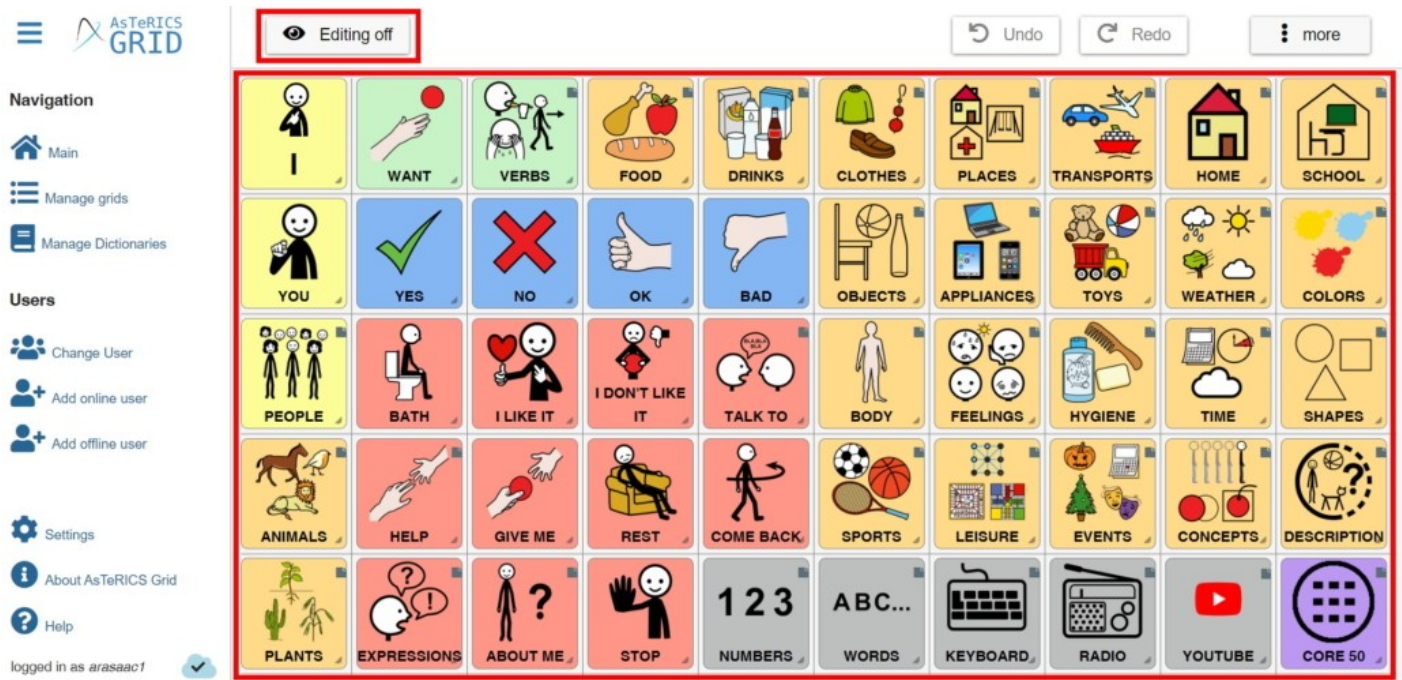 AsTeRICS
GRID
Editing off
Undo
Redo
more
Navigation
Main
Manage grids
Manage Dictionaries
Users
Change User
Add online user
Add offline user
Settings
About AsTeRICS Grid
Help
logged in as arasaac1
I
WANT
VERBS
FOOD
DRINKS
CLOTHES
PLACES
TRANSPORTS
HOME
SCHOOL
YOU
YES
NO
OK
BAD
OBJECTS
APPLIANCES
TOYS
WEATHER
COLORS
PEOPLE
BATH
I LIKE IT
I DON'T LIKE
IT
BLA,BLA
BLA
TALK TO
BODY
FEELINGS
HYGIENE
TIME
SHAPES
ANIMALS
HELP
GIVE ME
REST
COME BACK
SPORTS
LEISURE
EVENTS
CONCEPTS
?
DESCRIPTION
PLANTS
? !
EXPRESSIONS
?
ABOUT ME
STOP
1 2 3
NUMBERS
ABC...
WORDS
KEYBOARD
RADIO
YOUTUBE
CORE 50